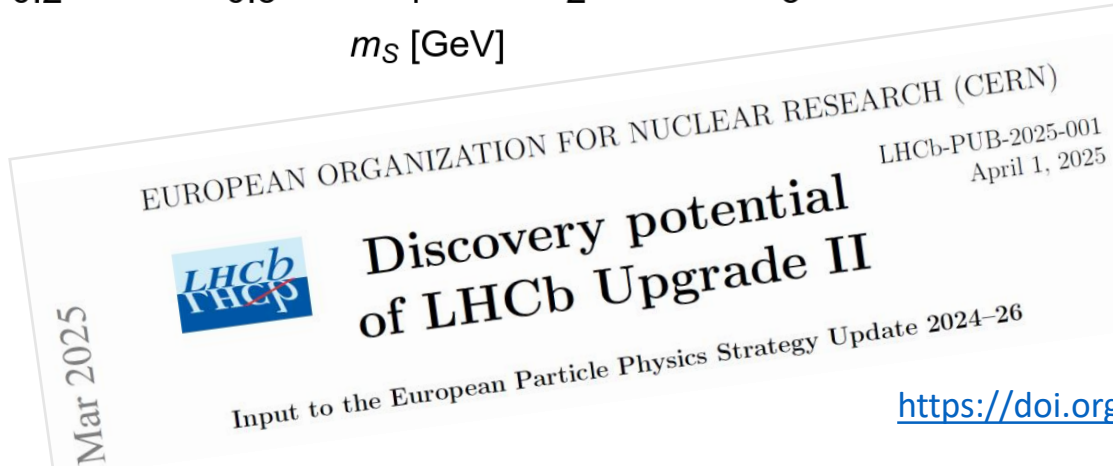 m_S [GeV]
EUROPEAN ORGANIZATION FOR NUCLEAR RESEARCH (CERN)
LHCb-PUB-2025-001
April 1, 2025
LHCb
Discovery potential
of LHCb Upgrade II
Input to the European Particle Physics Strategy Update 2024–26
Mar 2025
https://doi.org